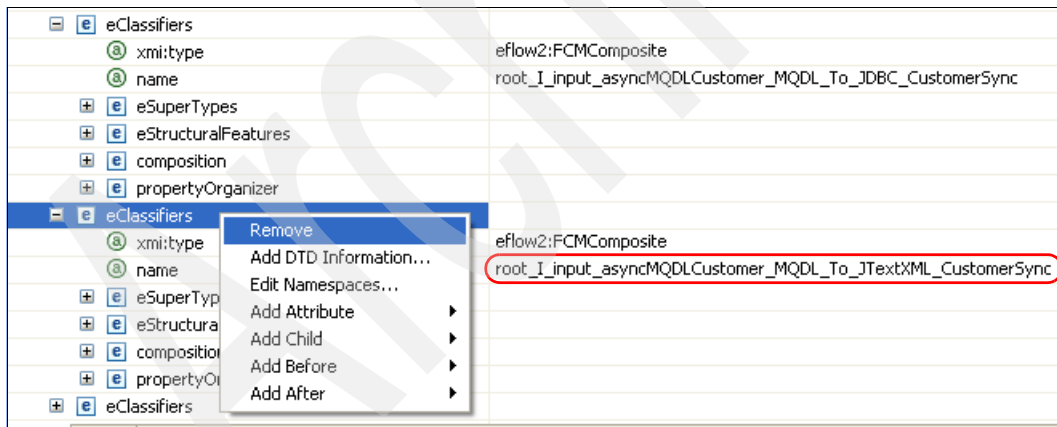 eClassifiers
xmi:type eflow2:FCMComposite
name root_I_input_asyncMQDLCustomer_MQDL_To_JDBC_CustomerSync
eSuperTypes
eStructuralFeatures
composition
propertyOrganizer
eClassifiers
Remove
xmi:type eflow2:FCMComposite
Add DTD Information...
name root_I_input_asyncMQDLCustomer_MQDL_To_JTextXML_CustomerSync
Edit Namespaces...
eSuperTyp
Add Attribute
eStructura
Add Child
compositio
Add Before
propertyO
Add After
eClassifiers